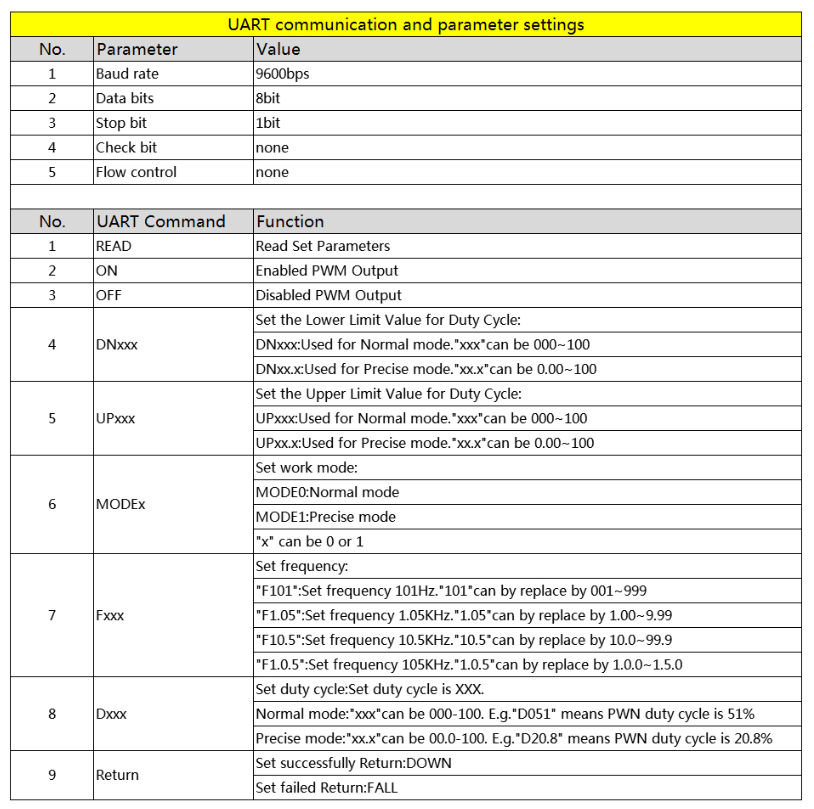 UART communication and parameter settings
No. Parameter Value
1 Baud rate 9600bps
2 Data bits 8bit
3 Stop bit 1bit
4 Check bit none
5 Flow control none
No. UART Command Function
1 READ Read Set Parameters
2 ON Enabled PWM Output
3 OFF Disabled PWM Output
Set the Lower Limit Value for Duty Cycle:
4 DNxxx DNxxx:Used for Normal mode."xxx"can be 000~100
DNxx.x:Used for Precise mode."xx.x"can be 0.00~100
Set the Upper Limit Value for Duty Cycle:
5 UPxxx UPxxx:Used for Normal mode."xxx"can be 000~100
UPxx.x:Used for Precise mode."xx.x"can be 0.00~100
Set work mode:
MODE0:Normal mode
6 MODEx
MODE1:Precise mode
"x" can be 0 or 1
Set frequency:
"F101":Set frequency 101Hz."101"can by replace by 001~999
7 Fxxx "F1.05":Set frequency 1.05KHz."1.05"can by replace by 1.00~9.99
"F10.5":Set frequency 10.5KHz."10.5"can by replace by 10.0~99.9
"F1.0.5":Set frequency 105KHz."1.0.5"can by replace by 1.0.0~1.5.0
Set duty cycle:Set duty cycle is XXX.
8 Dxxx Normal mode:"xxx"can be 000-100. E.g."D051" means PWN duty cycle is 51%
Precise mode:"xx.x"can be 00.0-100. E.g."D20.8" means PWN duty cycle is 20.8%
9 Return Set successfully Return:DOWN
Set failed Return:FALL